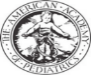 THE AMERICAN ACADEMY
OF PEDIATRICS